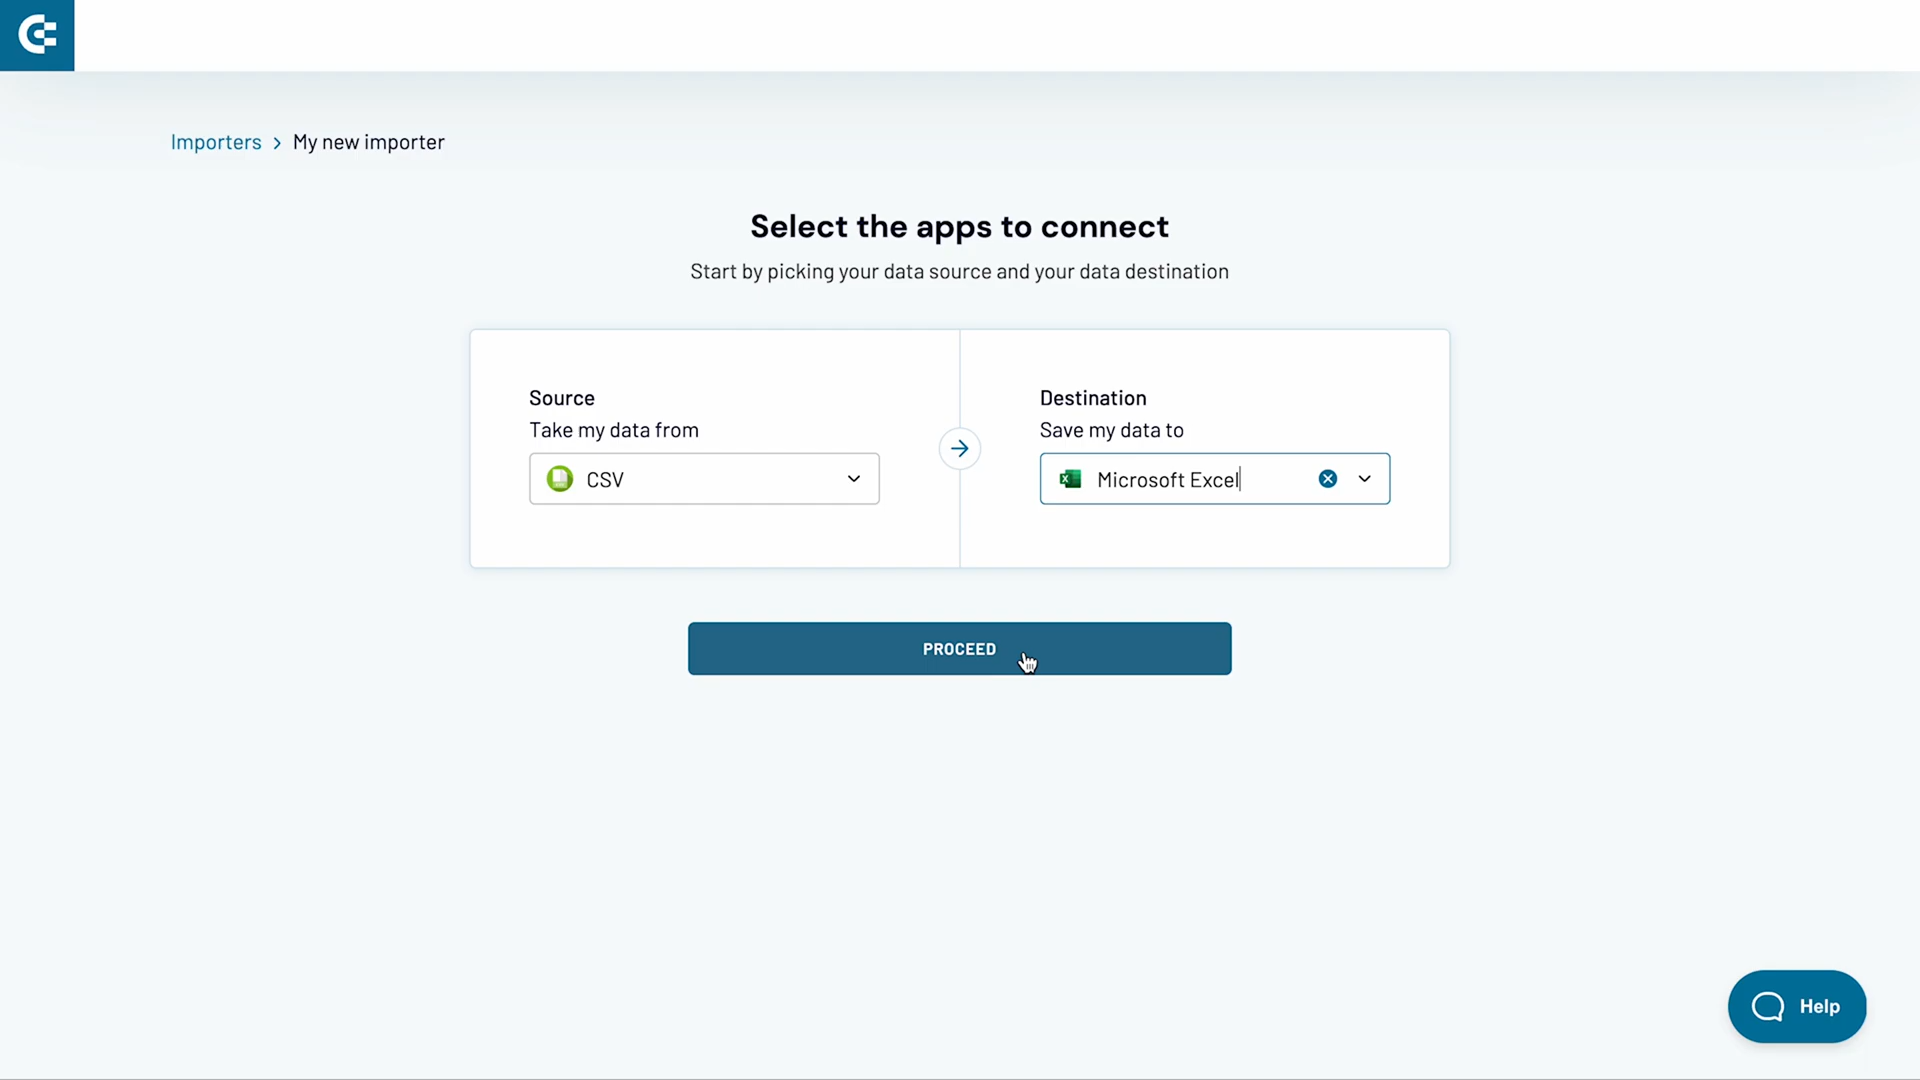 Importers > My new importer
Select the apps to connect
Start by picking your data source and your data destination
Source
Take my data from
CSV
Destination
Save my data to
Microsoft Excel
PROCEED
Help